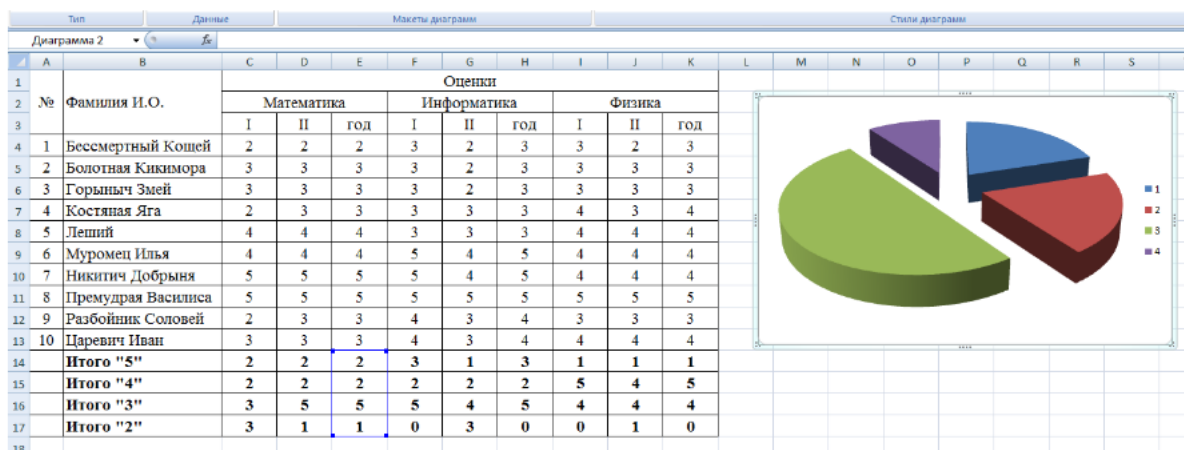 Тип Данные Макеты диаграмм Стили диаграмм
Диаграмма 2 fx
A B C D E F G H I J K L M N O P Q R S
1 Оценки
2 № Фамилия И.О. Математика Информатика Физика
3 I II год I II год I II год
4 1 Бессмертный Кощей 2 2 2 3 2 3 3 2 3
5 2 Болотная Кикимора 3 3 3 3 2 3 3 3 3
6 3 Горыныч Змей 3 3 3 3 2 3 3 3 3
7 4 Костяная Яга 2 3 3 3 3 3 4 3 4
8 5 Леший 4 4 4 3 3 3 4 4 4
9 6 Муромец Илья 4 4 4 5 4 5 4 4 4
10 7 Никитич Добрыня 5 5 5 5 4 5 4 4 4
11 8 Премудрая Василиса 5 5 5 5 5 5 5 5 5
12 9 Разбойник Соловей 2 3 3 4 3 4 3 3 3
13 10 Царевич Иван 3 3 3 4 3 4 4 4 4
14 Итого "5" 2 2 2 3 1 3 1 1 1
15 Итого "4" 2 2 2 2 2 2 5 4 5
16 Итого "3" 3 5 5 5 4 5 4 4 4
17 Итого "2" 3 1 1 0 3 0 0 1 0
18
1
2
3
4